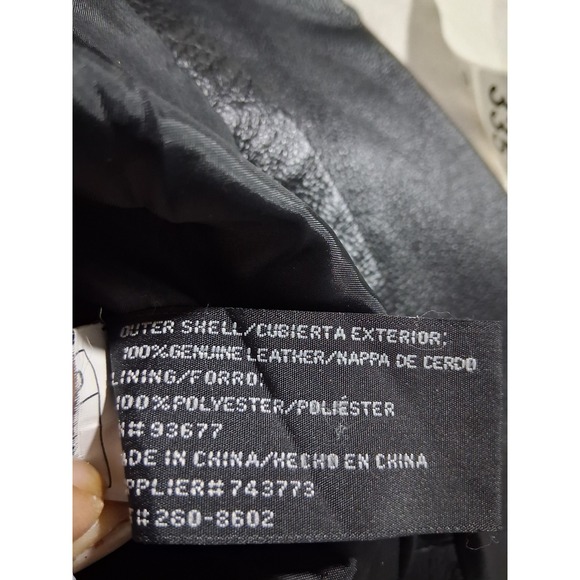 OUTER SHELL/CUBIERTA EXTERIOR:
100%GENUINE LEATHER/NAPPA DE CERDO
LINING/FORRO:
100%POLYESTER/POLIÉSTER
N# 93677
ADE IN CHINA/HECHO EN CHINA
PPLIER# 743773
T# 260-8602